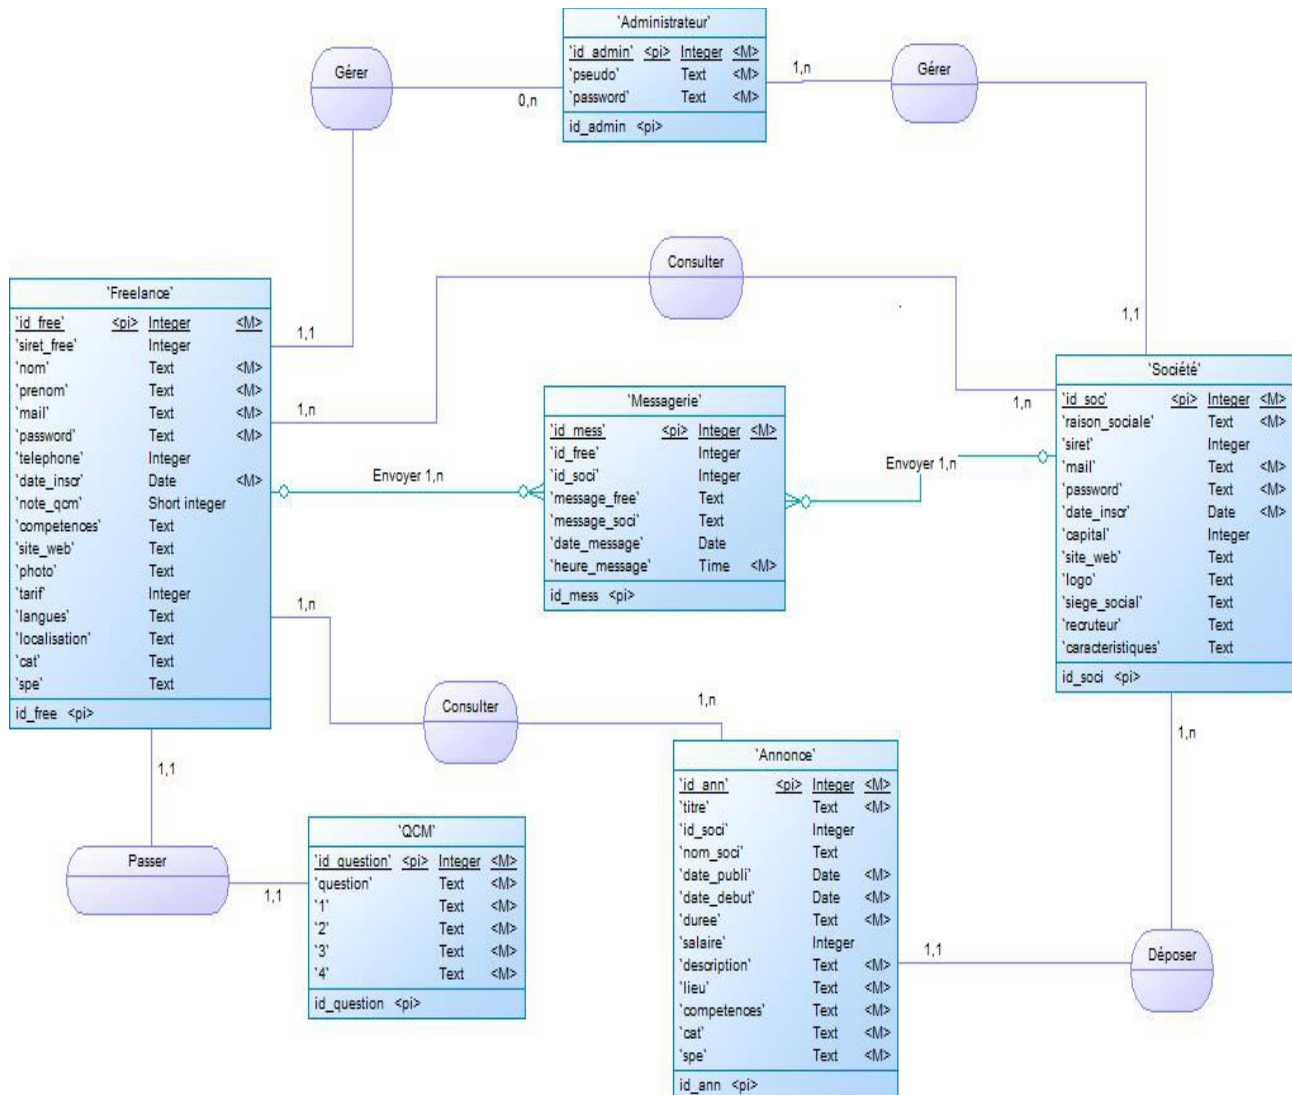 `Administrateur`
`id_admin` <pi> Integer <M>
`pseudo` Text <M>
`password` Text <M>
id_admin <pi>
Gérer
0,n
1,n
Gérer
Consulter
1,1
1,n
1,1
1,n
`Freelance`
`id_free` <pi> Integer <M>
`siret_free` Integer
`nom` Text <M>
`prenom` Text <M>
`mail` Text <M>
`password` Text <M>
`telephone` Integer
`date_inscr` Date <M>
`note_qcm` Short integer
`competences` Text
`site_web` Text
`photo` Text
`tarif` Integer
`langues` Text
`localisation` Text
`cat` Text
`spe` Text
id_free <pi>
Envoyer 1,n
`Messagerie`
`id_mess` <pi> Integer <M>
`id_free` Integer
`id_soci` Integer
`message_free` Text
`message_soci` Text
`date_message` Date
`heure_message` Time <M>
id_mess <pi>
Envoyer 1,n
`Société`
`id_soc` <pi> Integer <M>
`raison_sociale` Text <M>
`siret` Integer
`mail` Text <M>
`password` Text <M>
`date_inscr` Date <M>
`capital` Integer
`site_web` Text
`logo` Text
`siege_social` Text
`recruteur` Text
`caracteristiques` Text
id_soci <pi>
1,n
Consulter
1,n
1,n
1,1
Passer
1,1
`QCM`
`id_question` <pi> Integer <M>
`question` Text <M>
`1` Text <M>
`2` Text <M>
`3` Text <M>
`4` Text <M>
id_question <pi>
`Annonce`
`id_ann` <pi> Integer <M>
`titre` Text <M>
`id_soci` Integer
`nom_soci` Text
`date_publi` Date <M>
`date_debut` Date <M>
`duree` Text <M>
`salaire` Integer
`description` Text <M>
`lieu` Text <M>
`competences` Text <M>
`cat` Text <M>
`spe` Text <M>
id_ann <pi>
1,1
Déposer